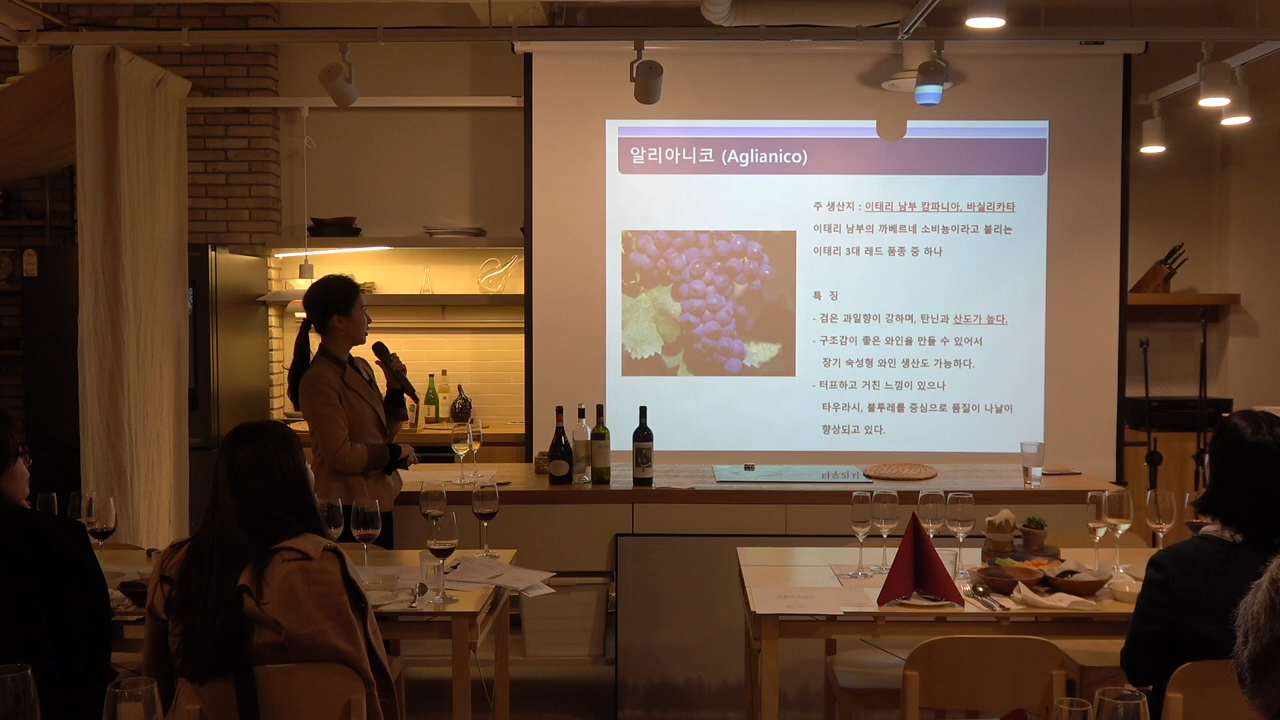 알리아니코 (Aglianico)
주 생산지 : 이태리 남부 캄파니아, 바실리카타
이태리 남부의 까베르네 소비뇽이라고 불리는
이태리 3대 레드 품종 중 하나
특 징
- 검은 과일향이 강하며, 탄닌과 산도가 높다.
- 구조감이 좋은 와인을 만들 수 있어서
장기 숙성형 와인 생산도 가능하다.
- 터프하고 거친 느낌이 있으나
타우라시, 불투레를 중심으로 품질이 나날이
향상되고 있다.